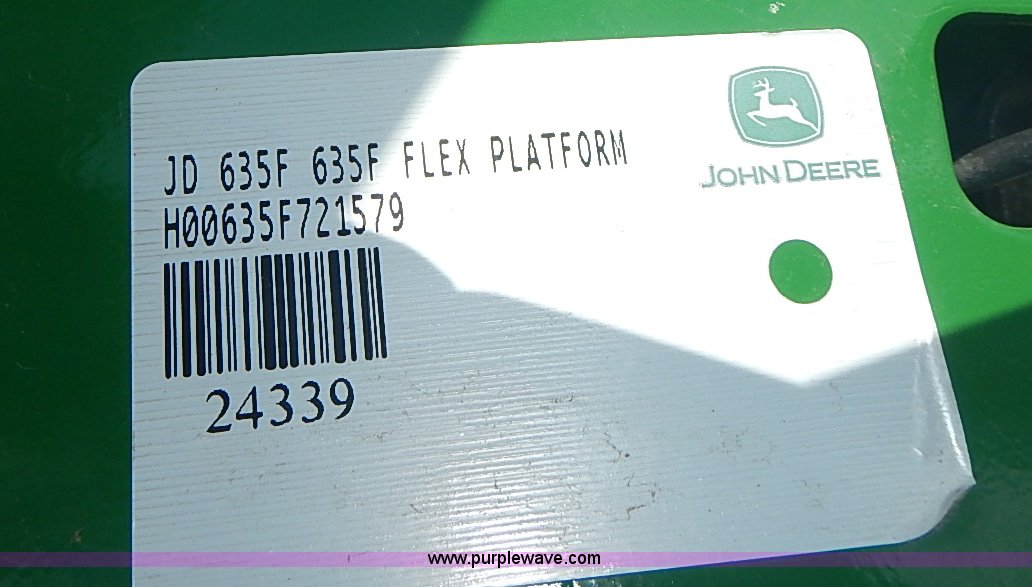 JD 635F 635F FLEX PLATFORM
H00635F721579
24339
JOHN DEERE
www.purplewave.com